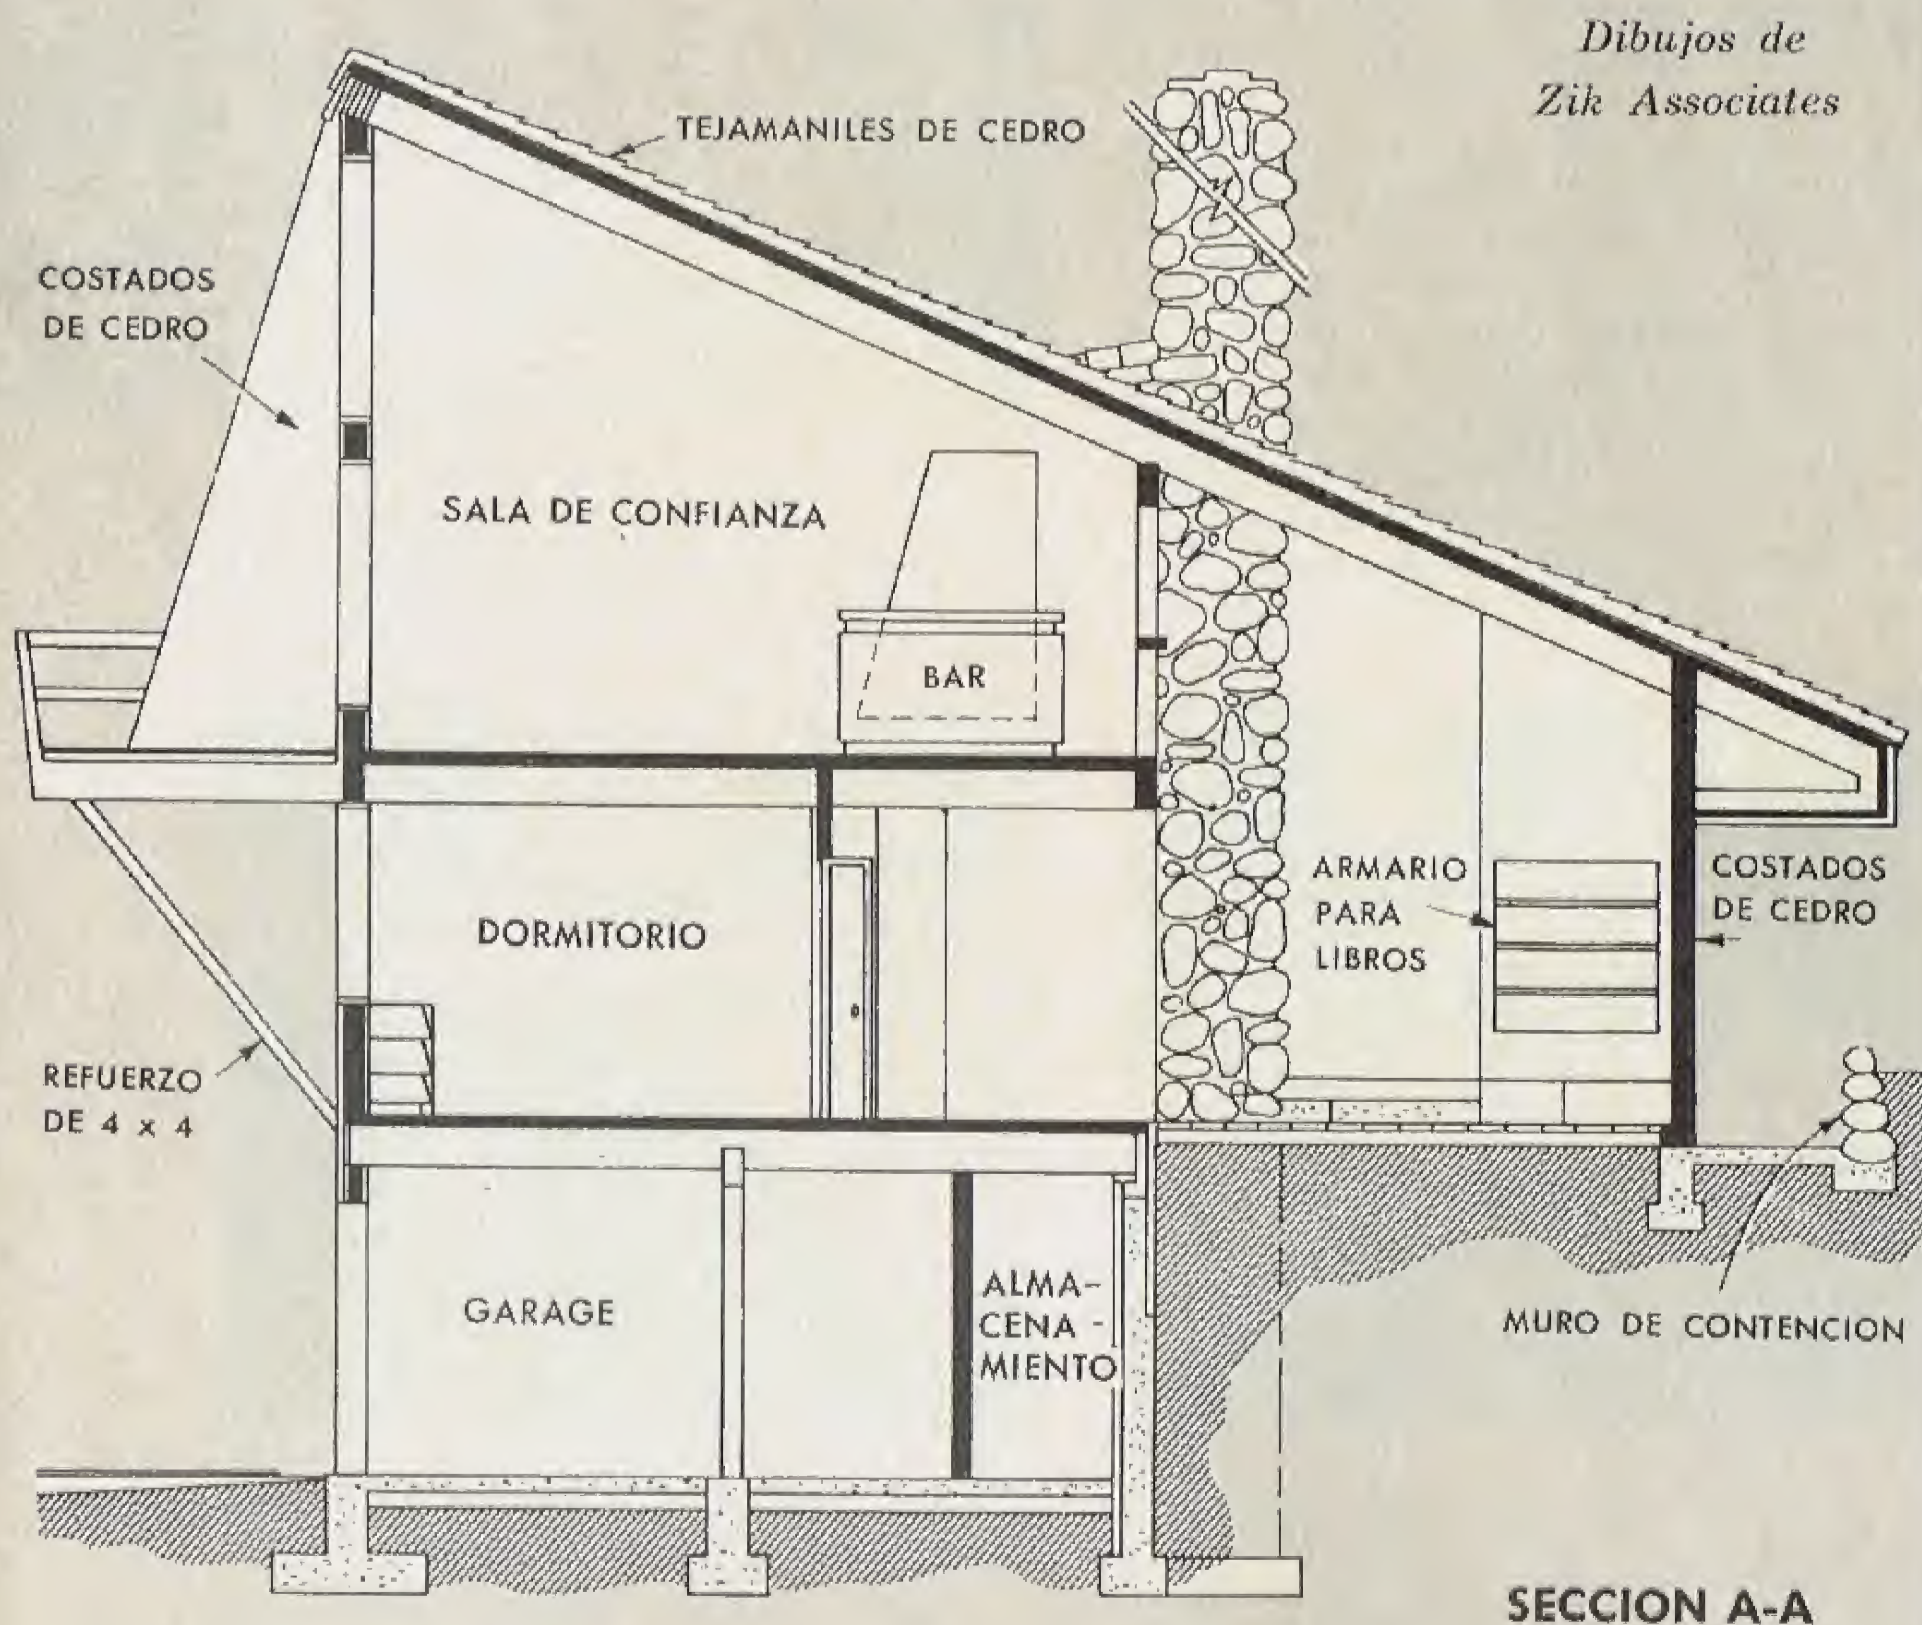 Dibujos de
Zik Associates
TEJAMANILES DE CEDRO
COSTADOS
DE CEDRO
SALA DE CONFIANZA
BAR
DORMITORIO
ARMARIO
PARA
LIBROS
COSTADOS
DE CEDRO
REFUERZO
DE 4 x 4
GARAGE
ALMA-
CENA-
MIENTO
MURO DE CONTENCION
SECCION A-A